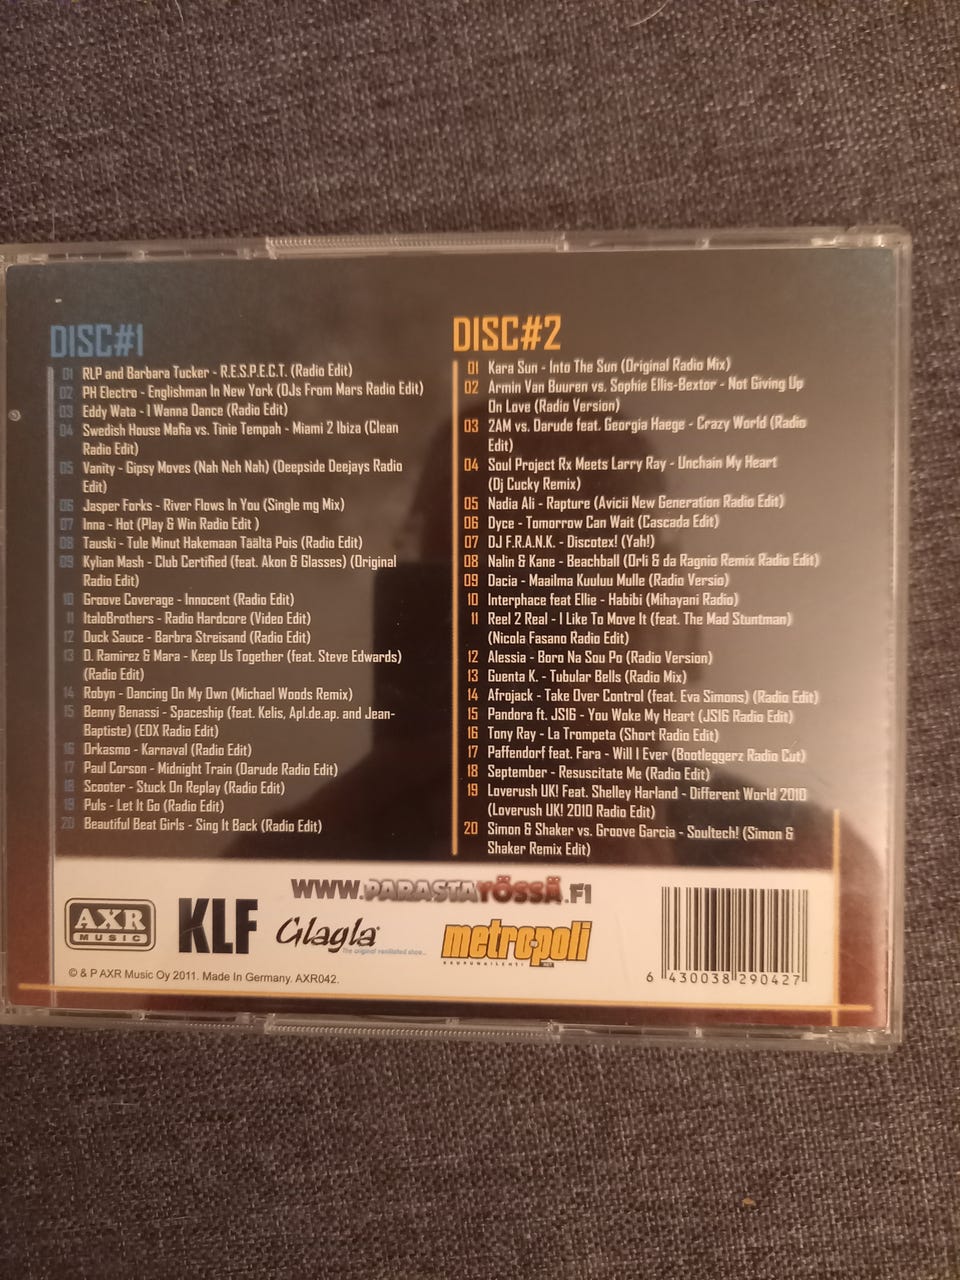 DISC#1
01 RLP and Barbara Tucker - R.E.S.P.E.C.T. (Radio Edit)
02 PH Electro - Englishman In New York (DJs From Mars Radio Edit)
03 Eddy Wata - I Wanna Dance (Radio Edit)
04 Swedish House Mafia vs. Tinie Tempah - Miami 2 Ibiza (Clean
Radio Edit)
05 Vanity - Gipsy Moves (Nah Neh Nah) (Deepside Deejays Radio
Edit)
06 Jasper Forks - River Flows In You (Single mg Mix)
07 Inna - Hot (Play & Win Radio Edit )
08 Tauski - Tule Minut Hakemaan Täältä Pois (Radio Edit)
09 Kylian Mash - Club Certified (feat. Akon & Glasses) (Original
Radio Edit)
10 Groove Coverage - Innocent (Radio Edit)
11 ItaloBrothers - Radio Hardcore (Video Edit)
12 Duck Sauce - Barbra Streisand (Radio Edit)
13 D. Ramirez & Mara - Keep Us Together (feat. Steve Edwards)
(Radio Edit)
14 Robyn - Dancing On My Own (Michael Woods Remix)
15 Benny Benassi - Spaceship (feat. Kelis, Apl.de.ap. and Jean-
Baptiste) (EDX Radio Edit)
16 Orkasmo - Karnaval (Radio Edit)
17 Paul Corson - Midnight Train (Darude Radio Edit)
18 Scooter - Stuck On Replay (Radio Edit)
19 Puls - Let It Go (Radio Edit)
20 Beautiful Beat Girls - Sing It Back (Radio Edit)
DISC#2
01 Kara Sun - Into The Sun (Original Radio Mix)
02 Armin Van Buuren vs. Sophie Ellis-Bextor - Not Giving Up
On Love (Radio Version)
03 2AM vs. Darude feat. Georgia Haege - Crazy World (Radio
Edit)
04 Soul Project Rx Meets Larry Ray - Unchain My Heart
(Dj Cucky Remix)
05 Nadia Ali - Rapture (Avicii New Generation Radio Edit)
06 Dyce - Tomorrow Can Wait (Cascada Edit)
07 DJ F.R.A.N.K. - Discotex! (Yah!)
08 Nalin & Kane - Beachball (Orli & da Ragnio Remix Radio Edit)
09 Dacia - Maailma Kuuluu Mulle (Radio Versio)
10 Interphace feat Ellie - Habibi (Mihayani Radio)
11 Reel 2 Real - I Like To Move It (feat. The Mad Stuntman)
(Nicola Fasano Radio Edit)
12 Alessia - Boro Na Sou Po (Radio Version)
13 Guenta K. - Tubular Bells (Radio Mix)
14 Afrojack - Take Over Control (feat. Eva Simons) (Radio Edit)
15 Pandora ft. JS16 - You Woke My Heart (JS16 Radio Edit)
16 Tony Ray - La Trompeta (Short Radio Edit)
17 Paffendorf feat. Fara - Will I Ever (Bootleggerz Radio Cut)
18 September - Resuscitate Me (Radio Edit)
19 Loverush UK! Feat. Shelley Harland - Different World 2010
(Loverush UK! 2010 Radio Edit)
20 Simon & Shaker vs. Groove Garcia - Soultech! (Simon &
Shaker Remix Edit)
WWW.PARASTAYÖSSÄ.FI
AXR
MUSIC
KLF
Glagla
The original ventilated shoe...
metropoli
KAUPUNKILEHTI
.NET
© & P AXR Music Oy 2011. Made In Germany. AXR042.
6 430038 290427